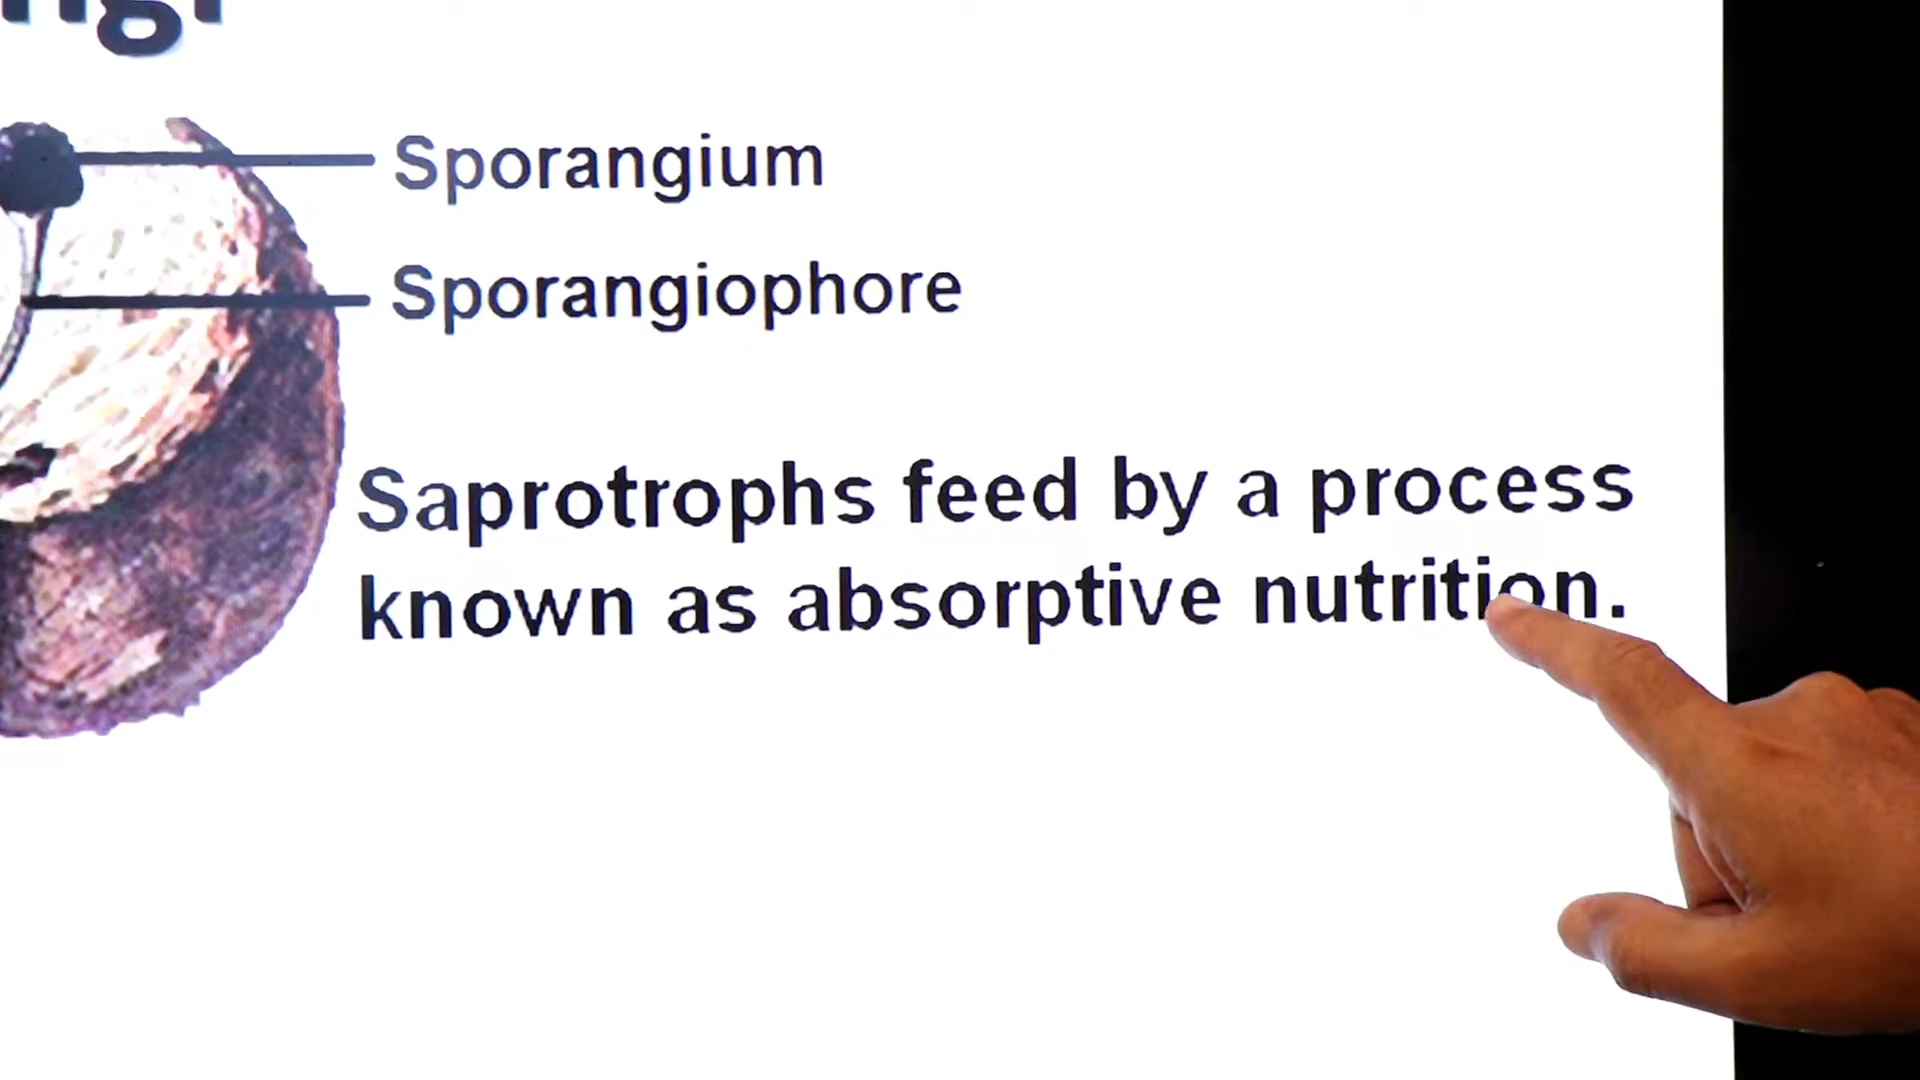 Sporangium
Sporangiophore
Saprotrophs feed by a process
known as absorptive nutrition.